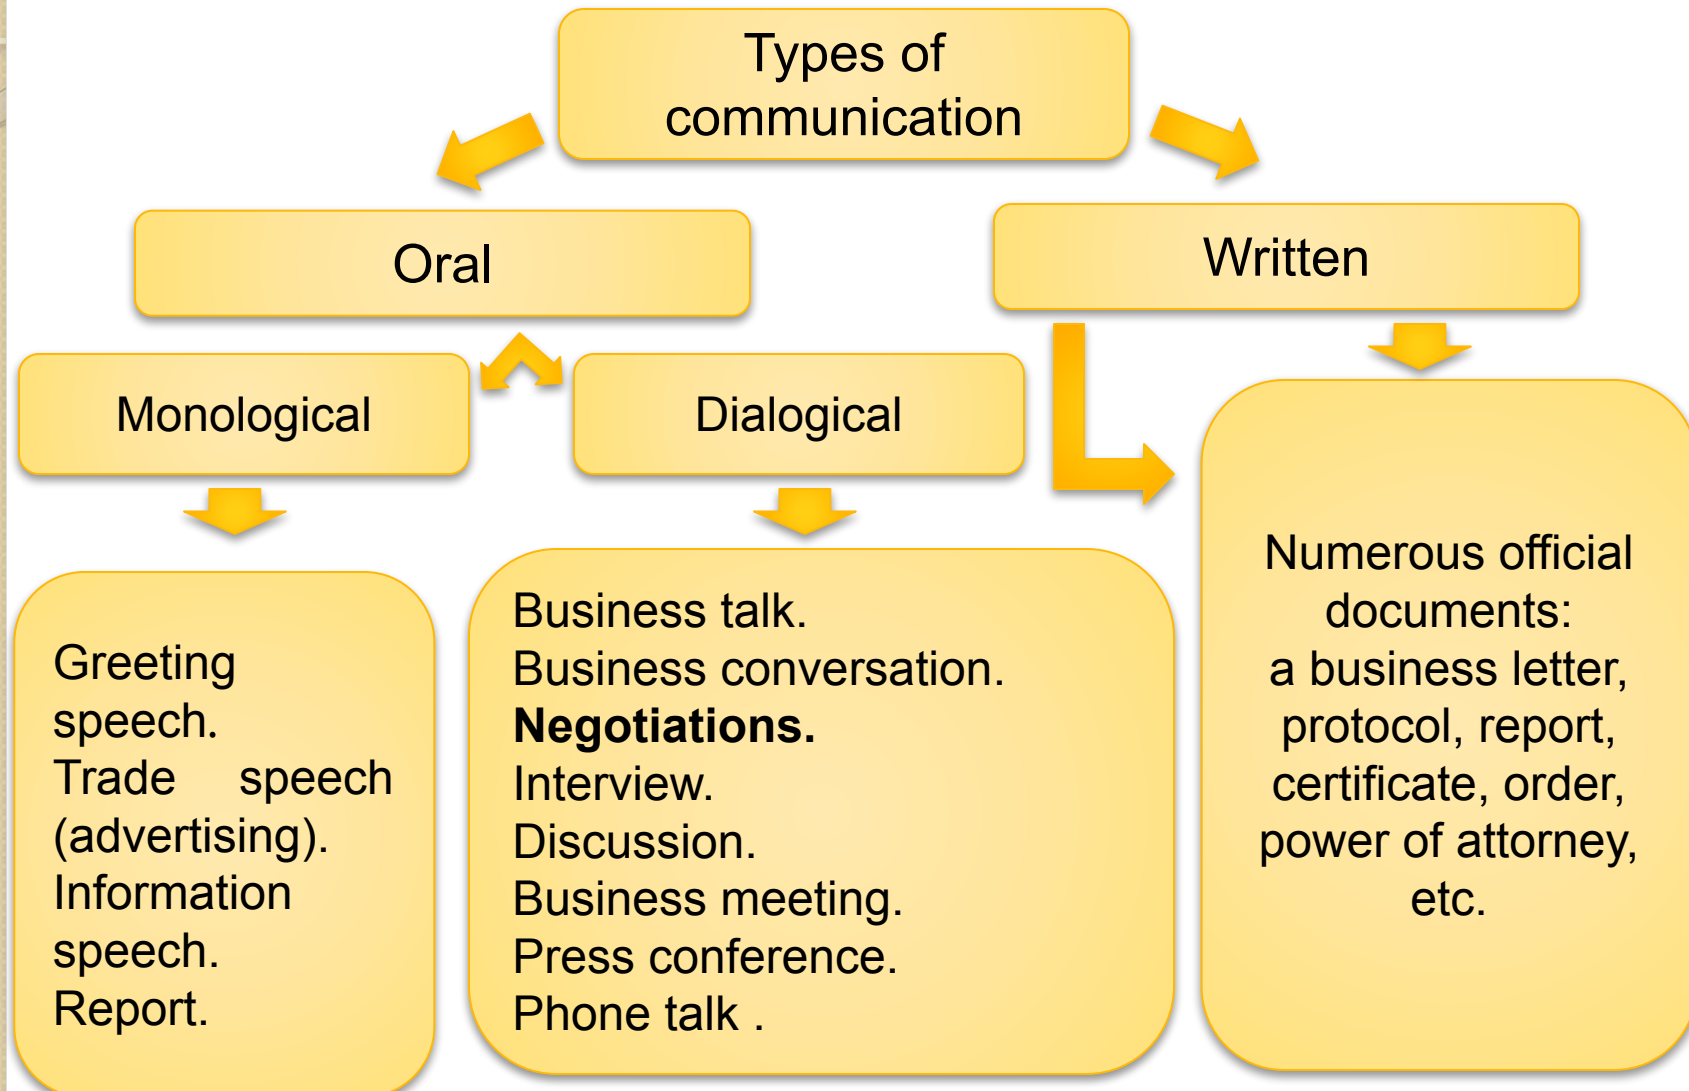 Types of
communication
Oral
Written
Monological
Dialogical
Greeting
speech.
Trade speech
(advertising).
Information
speech.
Report.
Business talk.
Business conversation.
Negotiations.
Interview.
Discussion.
Business meeting.
Press conference.
Phone talk .
Numerous official
documents:
a business letter,
protocol, report,
certificate, order,
power of attorney,
etc.